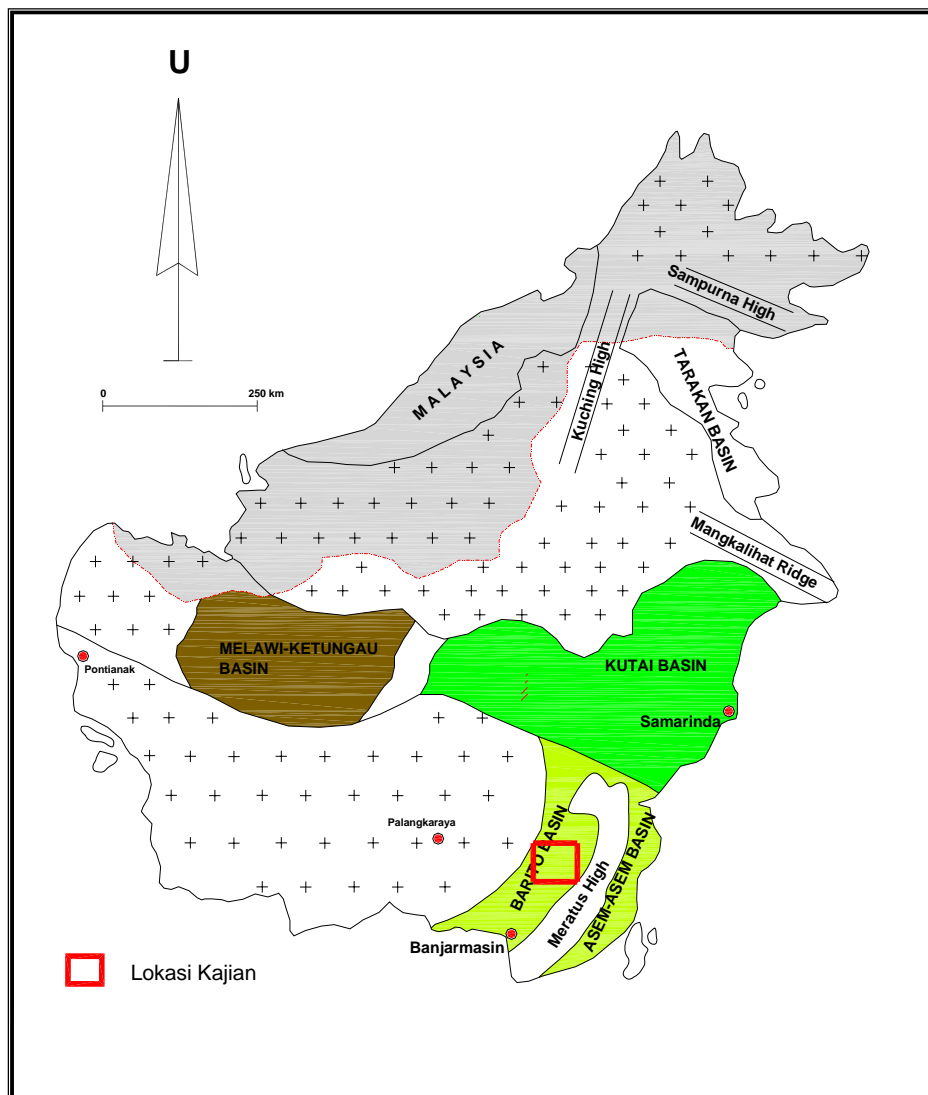 U
0
250 km
Sampurna High
MALAYSIA
Kuching High
TARAKAN BASIN
Mangkalihat Ridge
MELAWI-KETUNGAU
BASIN
KUTAI BASIN
Pontianak
Samarinda
Palangkaraya
BARITO BASIN
Meratus High
ASEM-ASEM BASIN
Banjarmasin
Lokasi Kajian